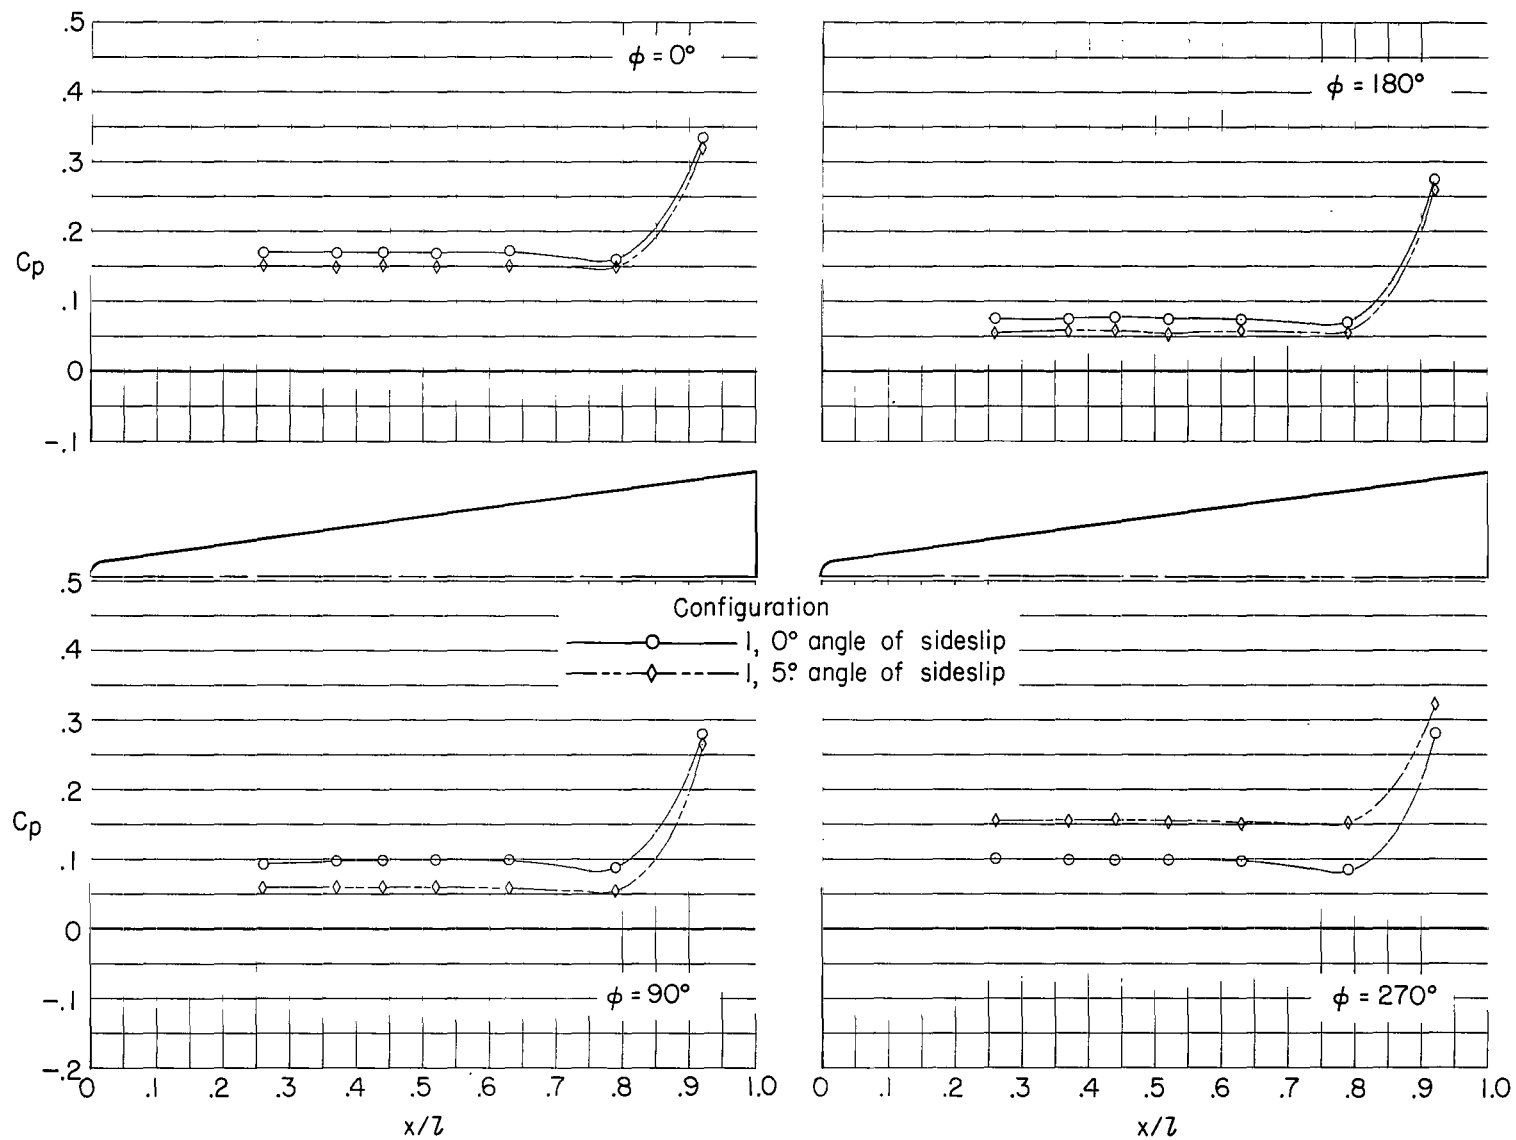 .5
φ = 0°
.4
.3
.2
Cp
.1
0
-.1
φ = 180°
.5
Configuration
1, 0° angle of sideslip
1, 5° angle of sideslip
.4
.3
.2
Cp
.1
0
-.1
φ = 90°
φ = 270°
-.2
0 .1 .2 .3 .4 .5 .6 .7 .8 .9 1.0
0 .1 .2 .3 .4 .5 .6 .7 .8 .9 1.0
x/l
x/l